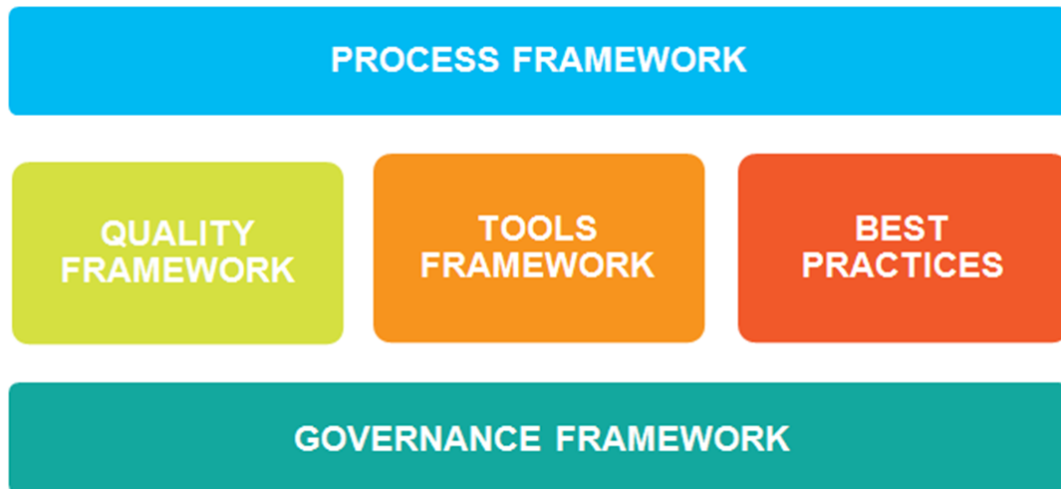 PROCESS FRAMEWORK
QUALITY
FRAMEWORK
TOOLS
FRAMEWORK
BEST
PRACTICES
GOVERNANCE FRAMEWORK